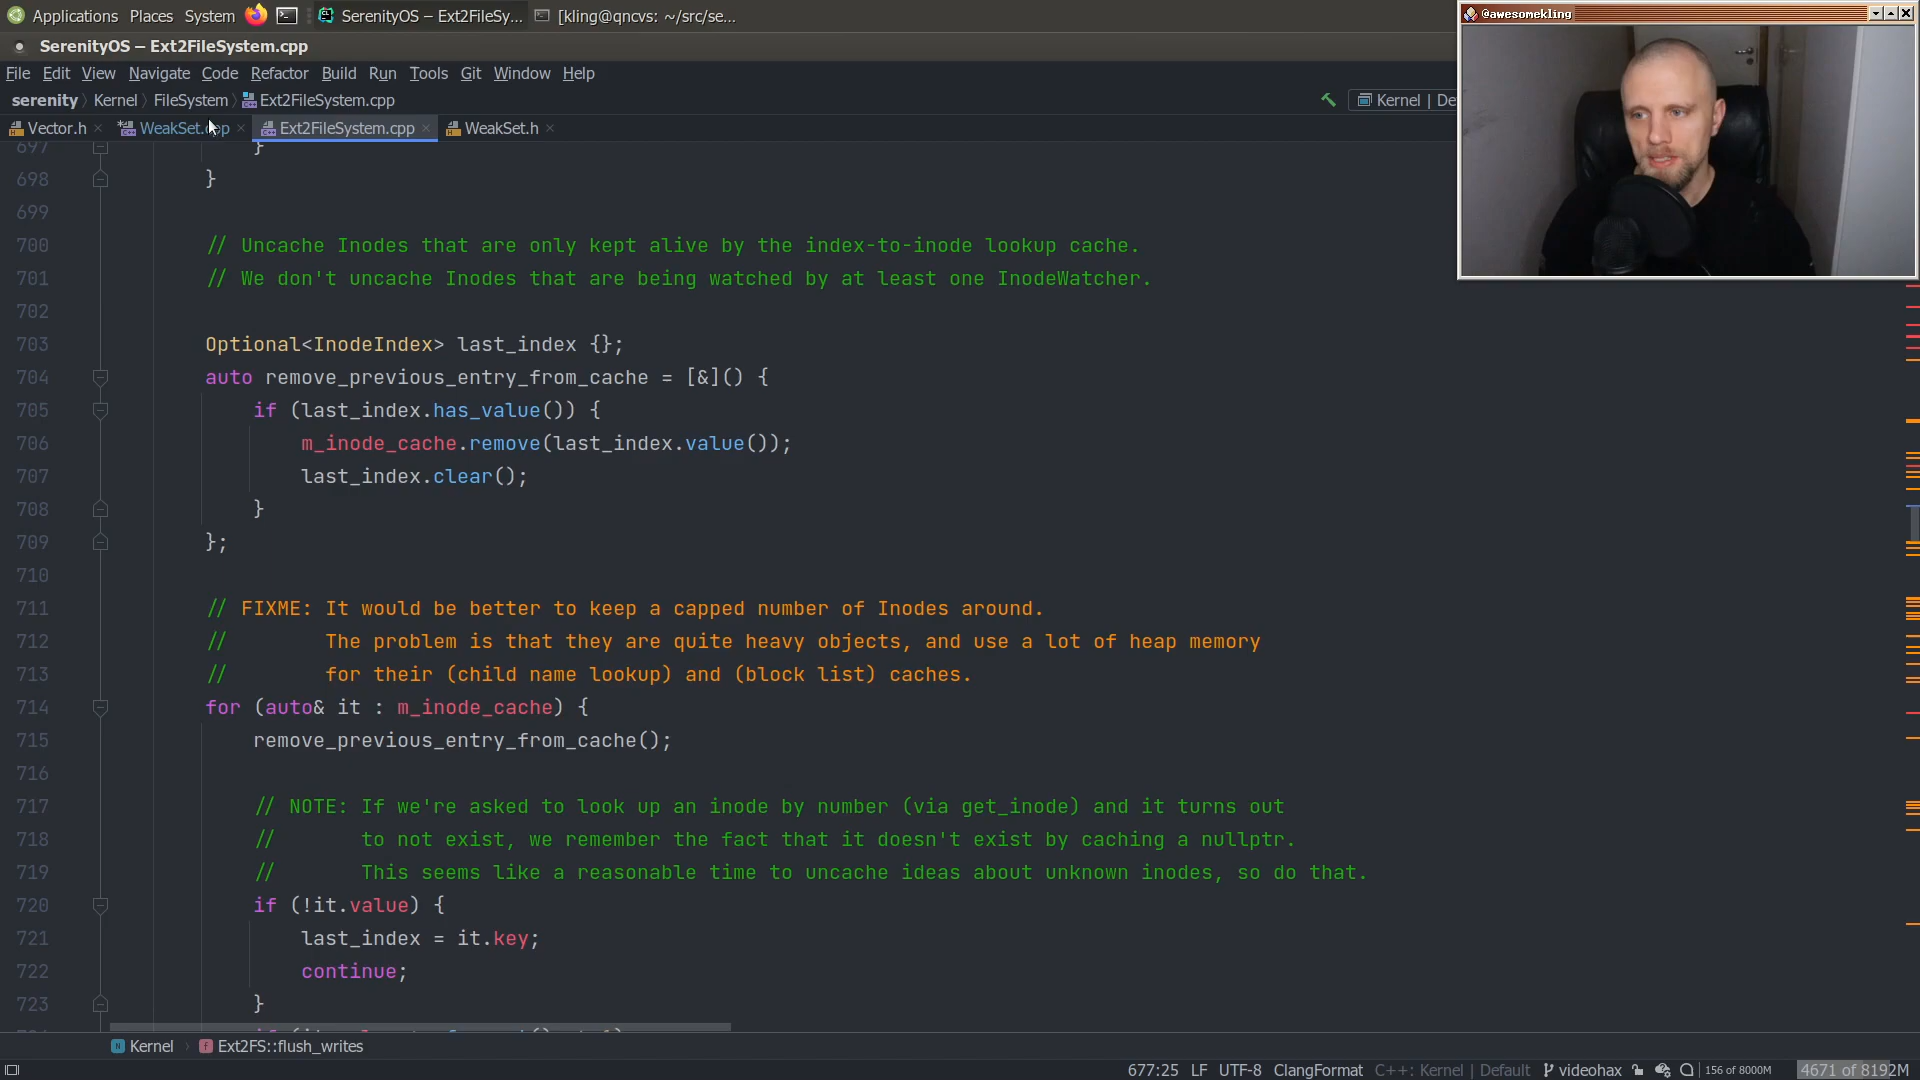 Applications Places System SerenityOS – Ext2FileSy... [kling@qncvs: ~/src/se...
@awesomekling
SerenityOS – Ext2FileSystem.cpp
File Edit View Navigate Code Refactor Build Run Tools Git Window Help
serenity Kernel FileSystem Ext2FileSystem.cpp Kernel | De
Vector.h *WeakSet.cpp Ext2FileSystem.cpp WeakSet.h
697 }
698 }
699
700 // Uncache Inodes that are only kept alive by the index-to-inode lookup cache.
701 // We don't uncache Inodes that are being watched by at least one InodeWatcher.
702
703 Optional<InodeIndex> last_index {};
704 auto remove_previous_entry_from_cache = [&]() {
705 if (last_index.has_value()) {
706 m_inode_cache.remove(last_index.value());
707 last_index.clear();
708 }
709 };
710
711 // FIXME: It would be better to keep a capped number of Inodes around.
712 // The problem is that they are quite heavy objects, and use a lot of heap memory
713 // for their (child name lookup) and (block list) caches.
714 for (auto& it : m_inode_cache) {
715 remove_previous_entry_from_cache();
716
717 // NOTE: If we're asked to look up an inode by number (via get_inode) and it turns out
718 // to not exist, we remember the fact that it doesn't exist by caching a nullptr.
719 // This seems like a reasonable time to uncache ideas about unknown inodes, so do that.
720 if (!it.value) {
721 last_index = it.key;
722 continue;
723 }
Kernel Ext2FS::flush_writes
677:25 LF UTF-8 ClangFormat C++: Kernel | Default videohax 156 of 8000M 4671 of 8192M